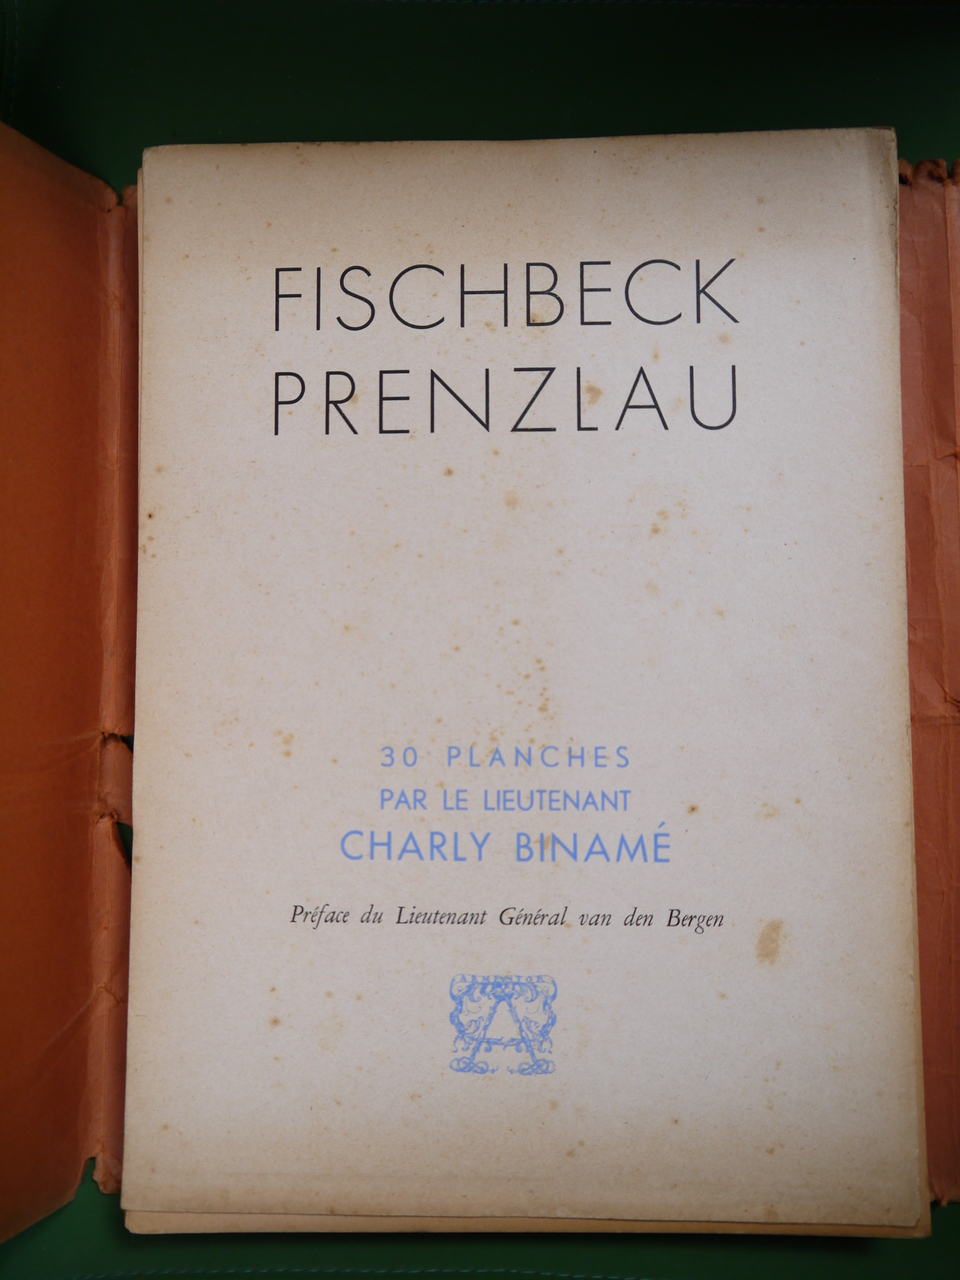 FISCHBECK
PRENZLAU
30 PLANCHES
PAR LE LIEUTENANT
CHARLY BINAMÉ
Préface du Lieutenant Général van den Bergen